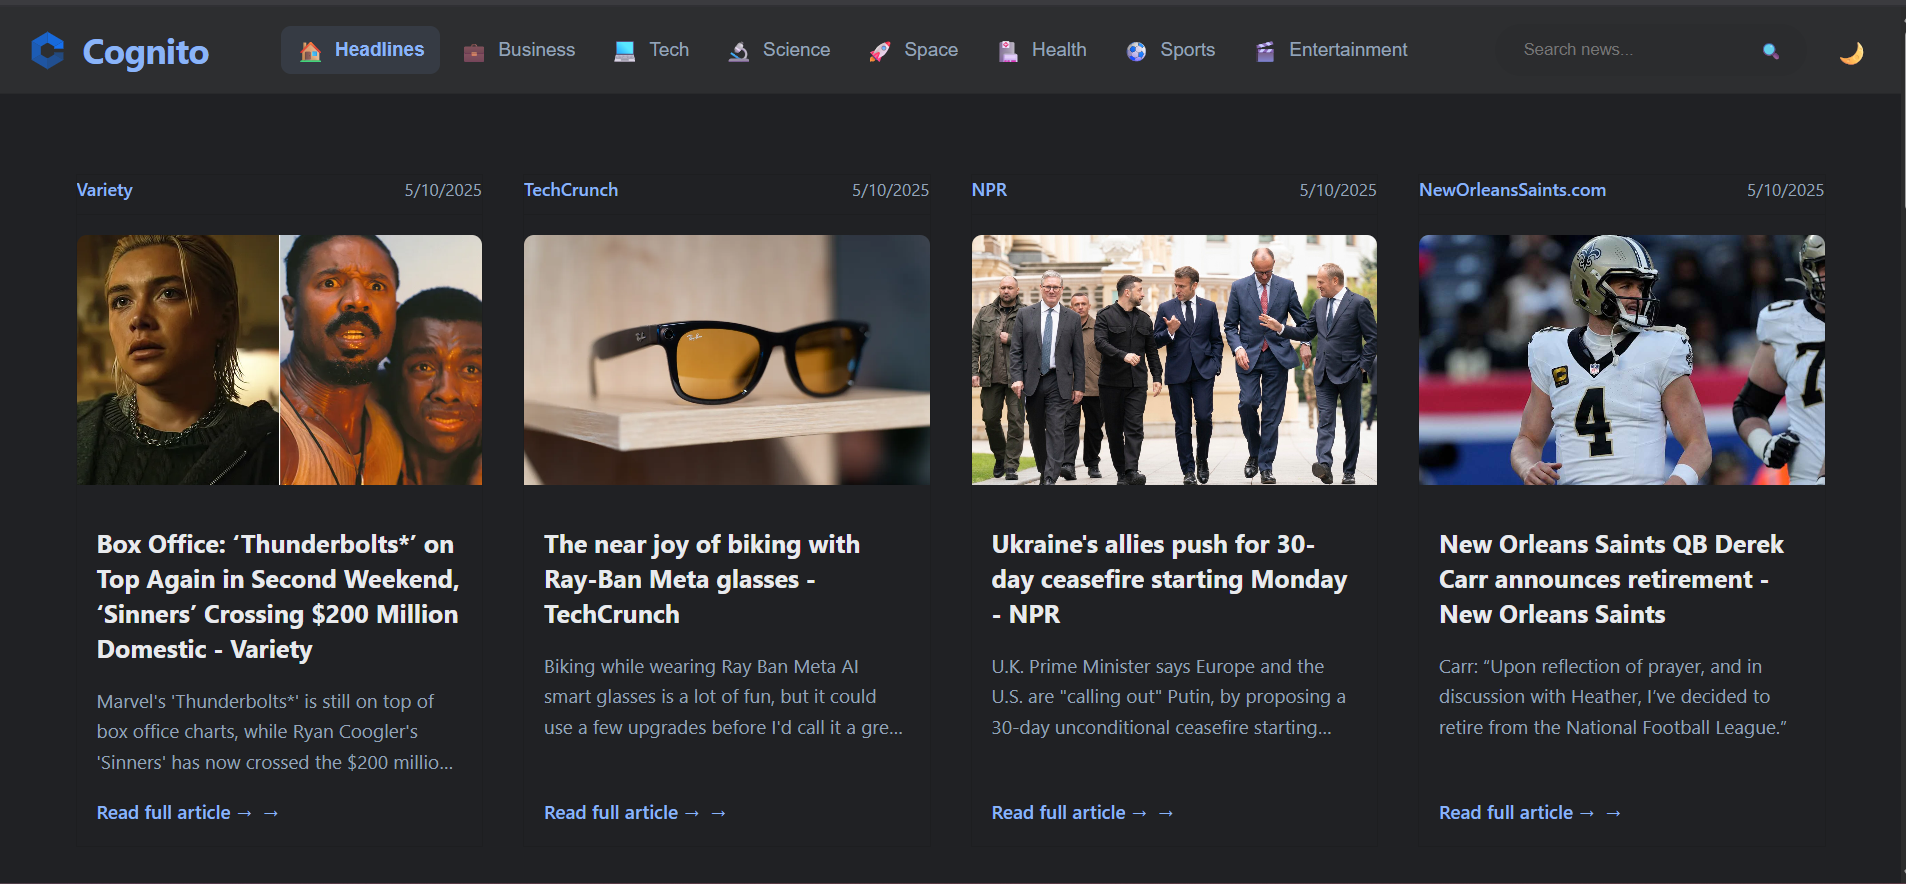 Cognito
Headlines
Business
Tech
Science
Space
Health
Sports
Entertainment
Search news...
Variety
5/10/2025
Box Office: ‘Thunderbolts*’ on
Top Again in Second Weekend,
‘Sinners’ Crossing $200 Million
Domestic - Variety
Marvel's 'Thunderbolts*' is still on top of
box office charts, while Ryan Coogler's
'Sinners' has now crossed the $200 millio...
Read full article → →
TechCrunch
5/10/2025
Ray-Ban
Ray-Ban
The near joy of biking with
Ray-Ban Meta glasses -
TechCrunch
Biking while wearing Ray Ban Meta AI
smart glasses is a lot of fun, but it could
use a few upgrades before I'd call it a gre...
Read full article → →
NPR
5/10/2025
Ukraine's allies push for 30-
day ceasefire starting Monday
- NPR
U.K. Prime Minister says Europe and the
U.S. are "calling out" Putin, by proposing a
30-day unconditional ceasefire starting...
Read full article → →
NewOrleansSaints.com
5/10/2025
4
7
New Orleans Saints QB Derek
Carr announces retirement -
New Orleans Saints
Carr: “Upon reflection of prayer, and in
discussion with Heather, I’ve decided to
retire from the National Football League.”
Read full article → →